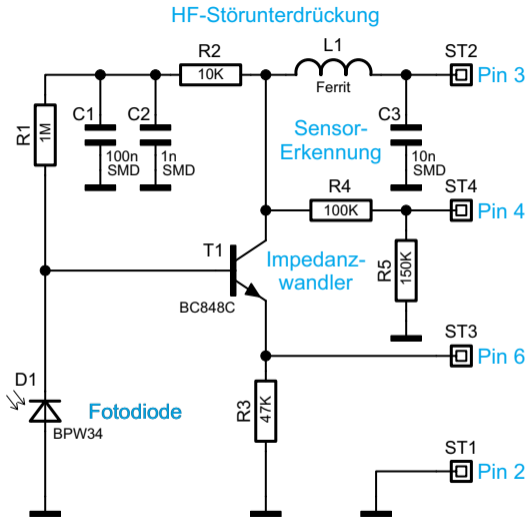 HF-Störunterdrückung
R2
10K
L1
Ferrit
ST2
Pin 3
R1
1M
C1
100n
SMD
C2
1n
SMD
C3
10n
SMD
Sensor-
Erkennung
R4
100K
ST4
Pin 4
T1
BC848C
Impedanz-
wandler
R5
150K
ST3
Pin 6
D1
BPW34
Fotodiode
R3
47K
ST1
Pin 2